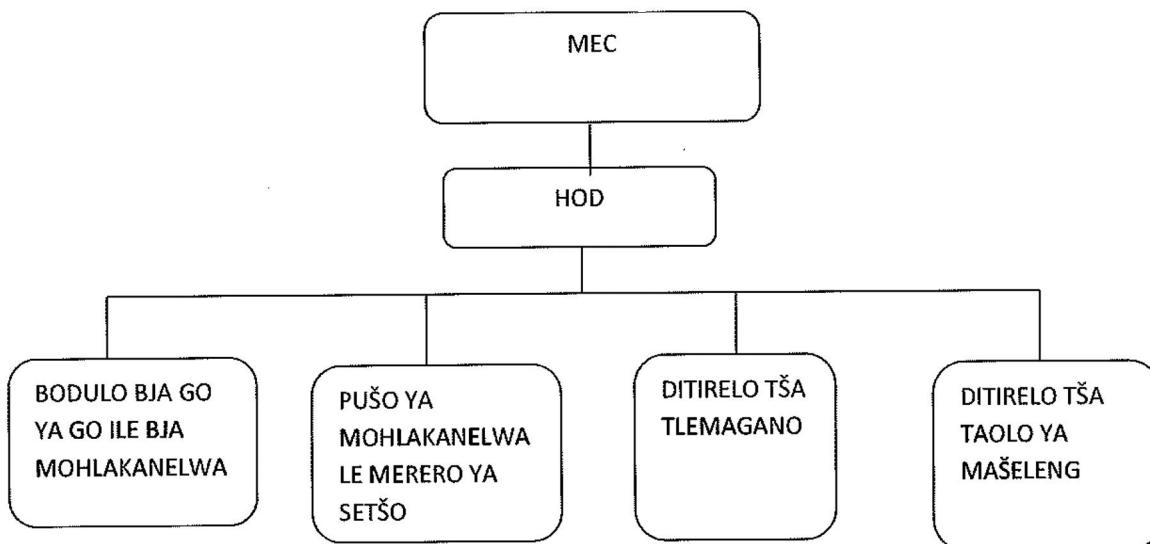 MEC
HOD
BODULO BJA GO
YA GO ILE BJA
MOHLAKANELWA
PUŠO YA
MOHLAKANELWA
LE MERERO YA
SETŠO
DITIRELO TŠA
TLEMAGANO
DITIRELO TŠA
TAOLO YA
MAŠELENG